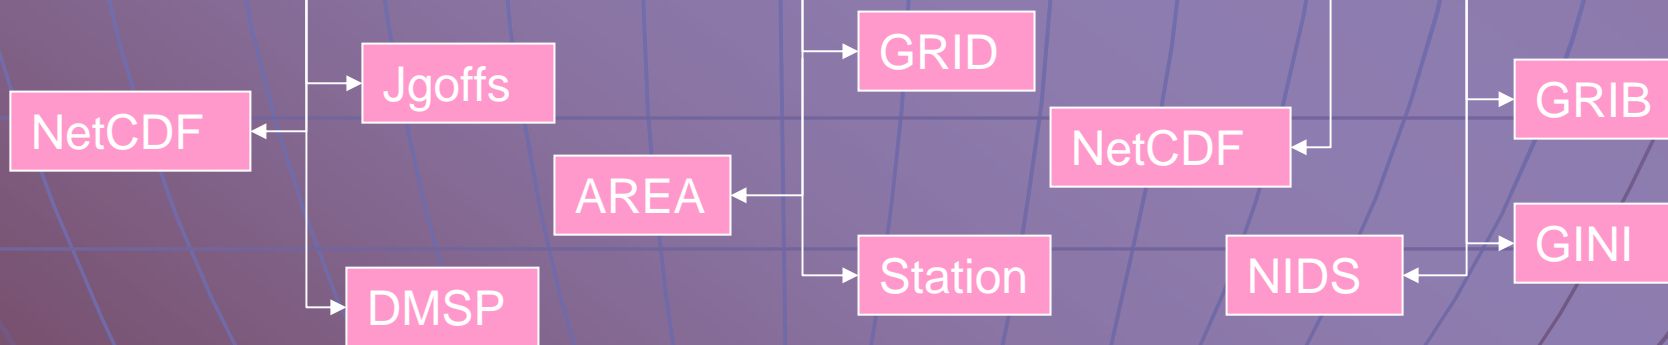 GRID
Jgoffs
GRIB
NetCDF
NetCDF
AREA
GINI
Station
NIDS
DMSP